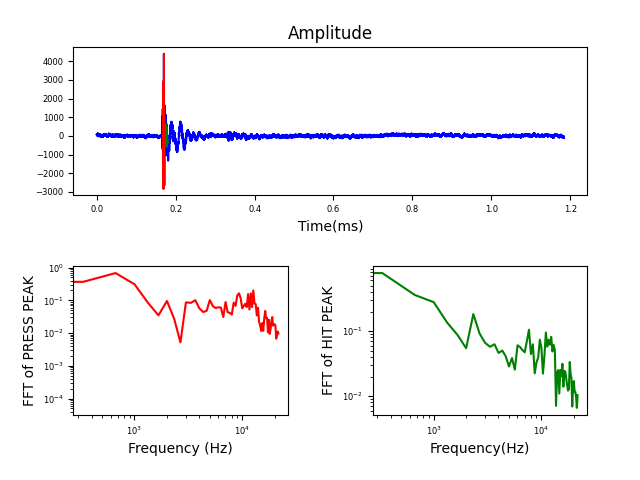 Amplitude
4000
3000
2000
1000
0
−1000
−2000
−3000
0.0 0.2 0.4 0.6 0.8 1.0 1.2
Time(ms)
FFT of PRESS PEAK
10⁰
10⁻¹
10⁻²
10⁻³
10⁻⁴
10³ 10⁴
Frequency (Hz)
FFT of HIT PEAK
10⁻¹
10⁻²
10³ 10⁴
Frequency(Hz)